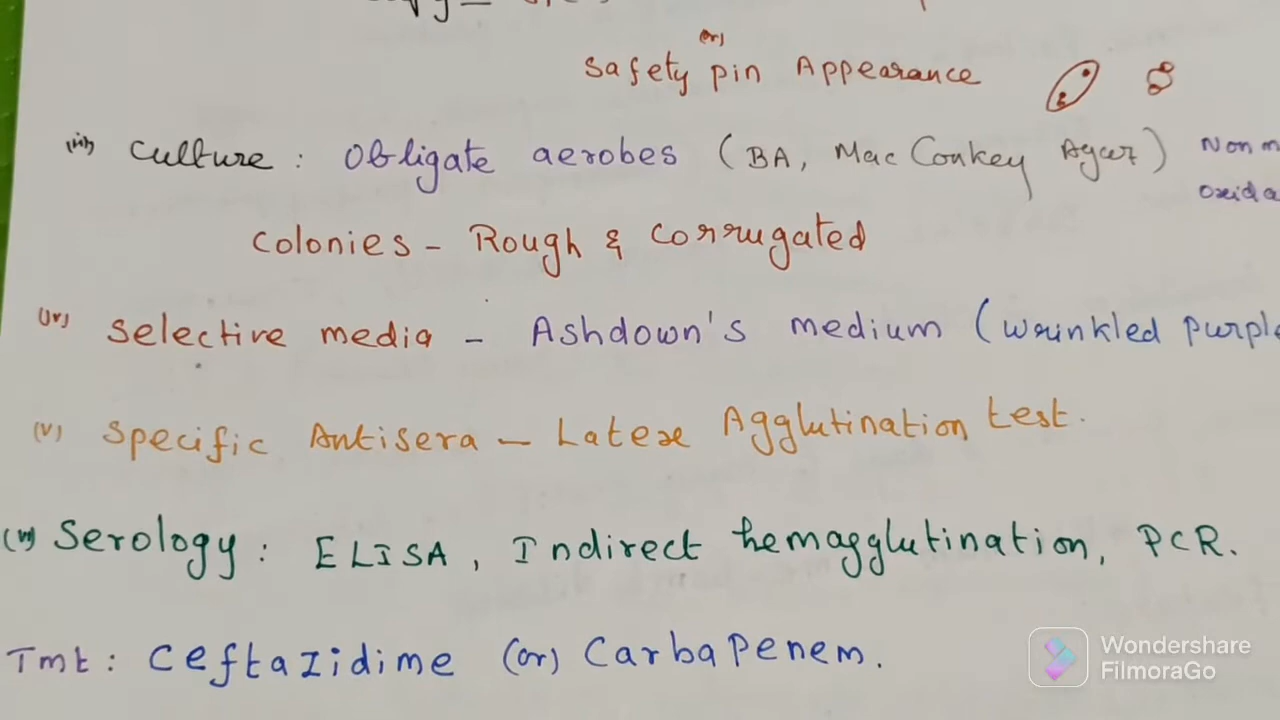 (or)
Safety pin Appearance
(iii) Culture : Obligate aerobes (BA, Mac Conkey Agar) Non m
Oxida
Colonies - Rough & Corrugated
(iv) Selective media - Ashdown's medium (wrinkled purple
(v) Specific Antisera - Latex Agglutination test.
(vi) Serology : ELISA, Indirect hemagglutination, PCR.
Tmt : Ceftazidime (or) Carbapenem.
Wondershare
FilmoraGo